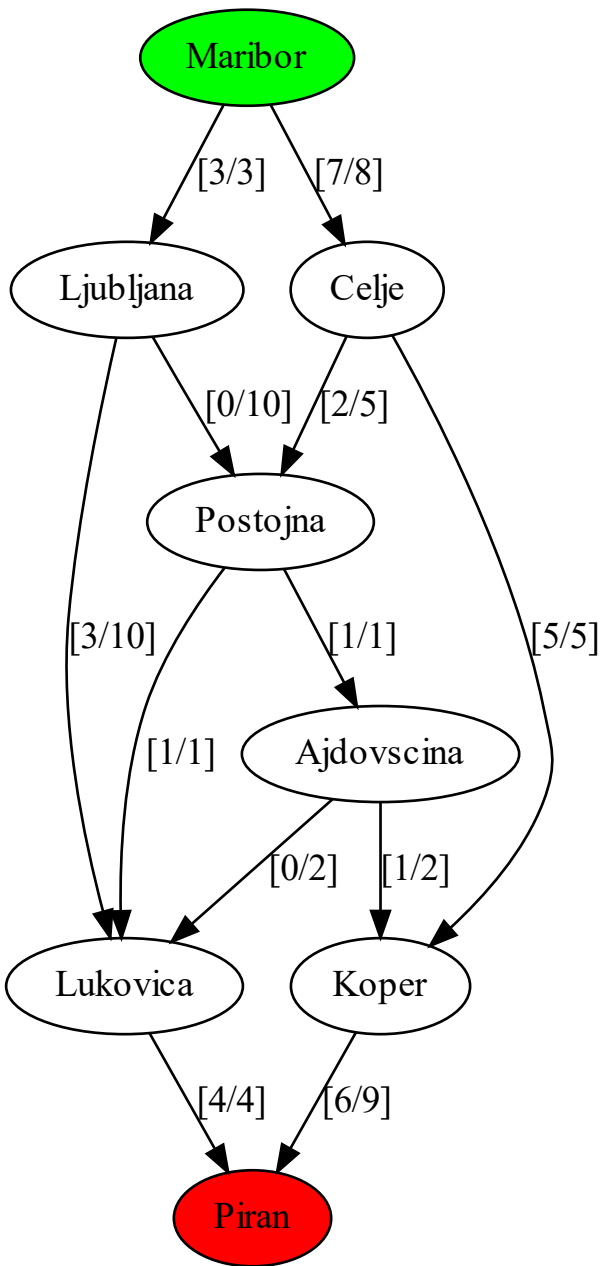 Maribor
[3/3]
[7/8]
Ljubljana
Celje
[0/10]
[2/5]
Postojna
[3/10]
[1/1]
[5/5]
[1/1]
Ajdovscina
[0/2]
[1/2]
Lukovica
Koper
[4/4]
[6/9]
Piran